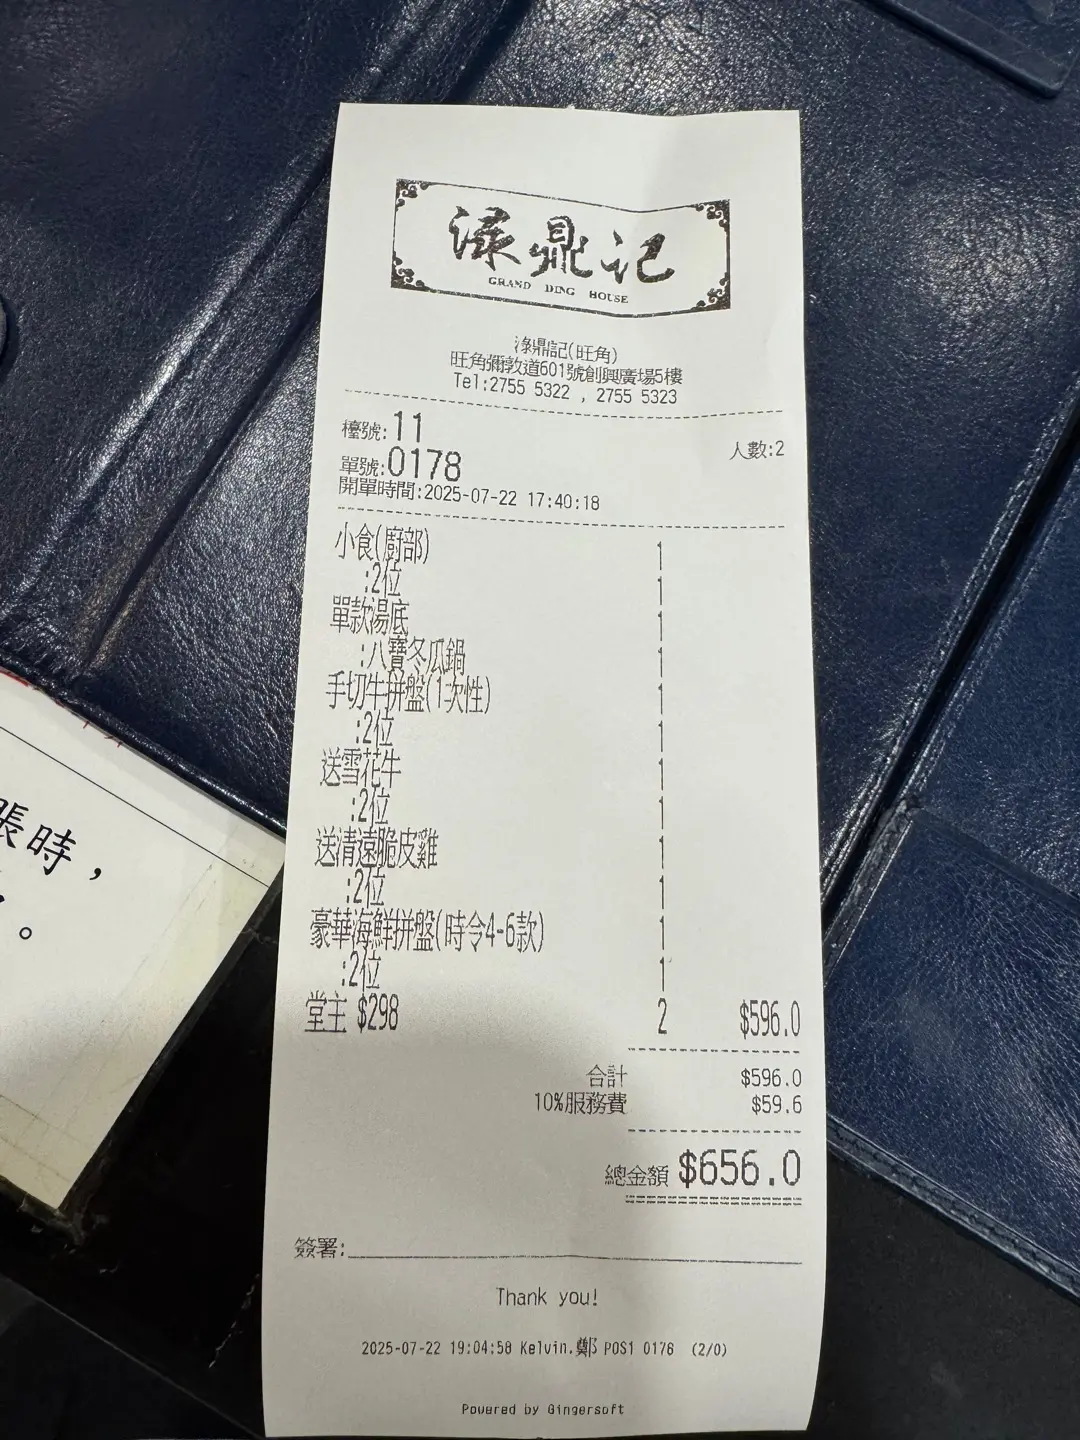 淥鼎記
GRAND DING HOUSE
淥鼎記(旺角)
旺角彌敦道601號創興廣場5樓
Tel:2755 5322 , 2755 5323
檯號:11 人數:2
單號:0178
開單時間:2025-07-22 17:40:18
小食(廚部) 1
:2位 1
單款湯底 1
:八寶冬瓜鍋 1
手切牛拼盤(1次性) 1
:2位 1
送雪花牛 1
:2位 1
送清遠脆皮雞 1
:2位 1
豪華海鮮拼盤(時令4-6款) 1
:2位 1
堂主 $298 2 $596.0
合計 $596.0
10%服務費 $59.6
總金額 $656.0
簽署:
Thank you!
2025-07-22 19:04:58 Kelvin.鄭 POS1 0176 (2/0)
Powered by Gingersoft
賬時，
。